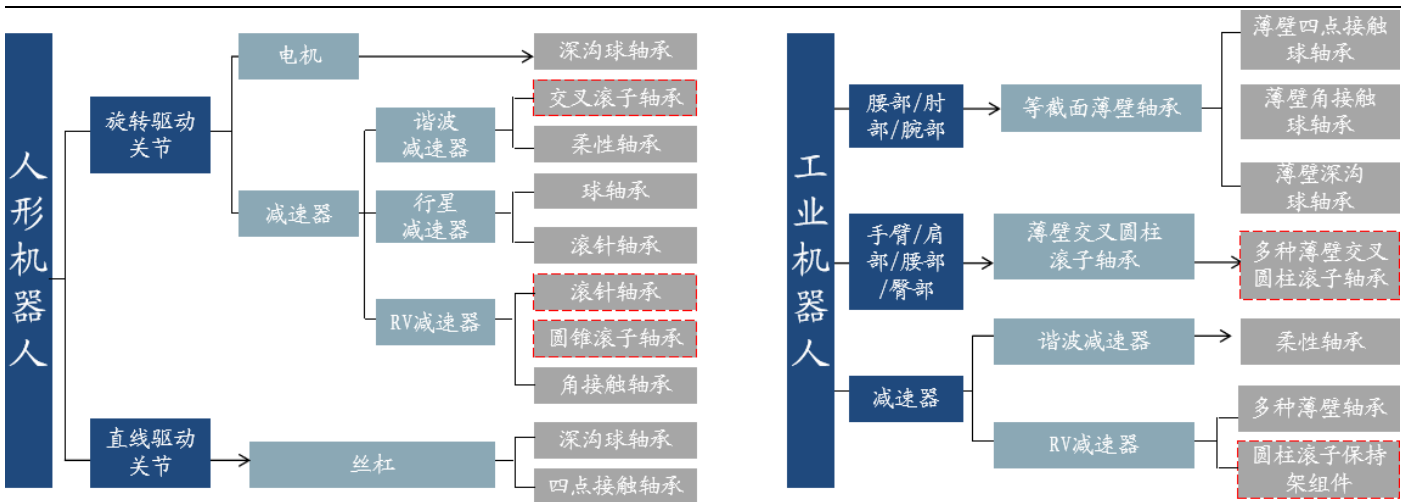 人形机器人
旋转驱动
关节
电机
深沟球轴承
减速器
谐波
减速器
交叉滚子轴承
柔性轴承
行星
减速器
球轴承
滚针轴承
RV减速器
滚针轴承
圆锥滚子轴承
角接触轴承
直线驱动
关节
丝杠
深沟球轴承
四点接触轴承
工业机器人
腰部/肘
部/腕部
等截面薄壁轴承
薄壁四点接触
球轴承
薄壁角接触
球轴承
薄壁深沟
球轴承
手臂/肩
部/腰部
/臀部
薄壁交叉圆柱
滚子轴承
多种薄壁交叉
圆柱滚子轴承
减速器
谐波减速器
柔性轴承
RV减速器
多种薄壁轴承
圆柱滚子保持
架组件